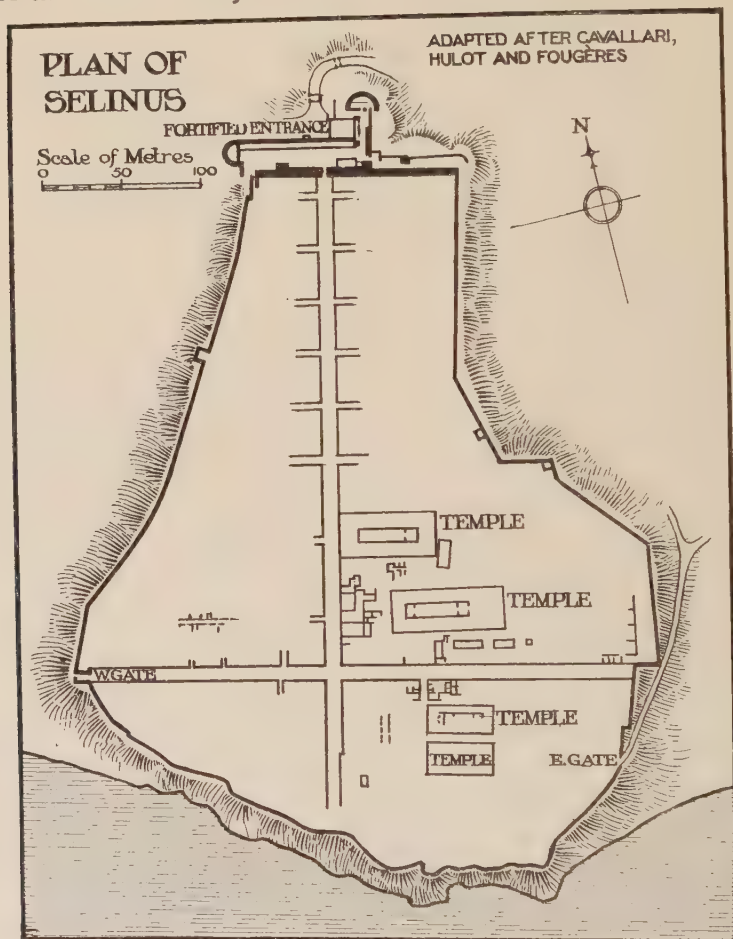 PLAN OF
SELINUS
ADAPTED AFTER CAVALLARI,
HULOT AND FOUGÈRES
FORTIFIED ENTRANCE
Scale of Metres
0 50 100
N
TEMPLE
TEMPLE
W. GATE
TEMPLE
TEMPLE
E. GATE